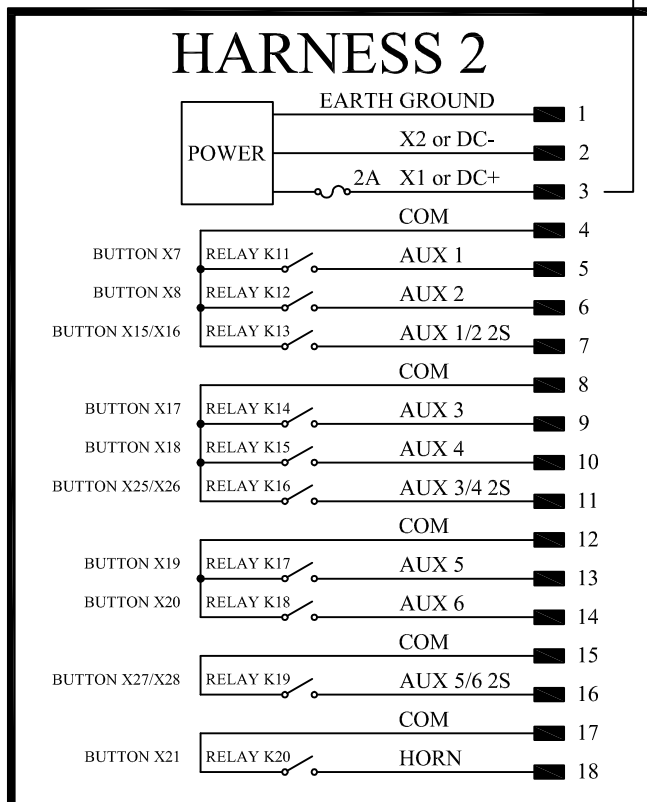 HARNESS 2
EARTH GROUND 1
POWER X2 or DC- 2
2A X1 or DC+ 3
COM 4
BUTTON X7 RELAY K11 AUX 1 5
BUTTON X8 RELAY K12 AUX 2 6
BUTTON X15/X16 RELAY K13 AUX 1/2 2S 7
COM 8
BUTTON X17 RELAY K14 AUX 3 9
BUTTON X18 RELAY K15 AUX 4 10
BUTTON X25/X26 RELAY K16 AUX 3/4 2S 11
COM 12
BUTTON X19 RELAY K17 AUX 5 13
BUTTON X20 RELAY K18 AUX 6 14
COM 15
BUTTON X27/X28 RELAY K19 AUX 5/6 2S 16
COM 17
BUTTON X21 RELAY K20 HORN 18